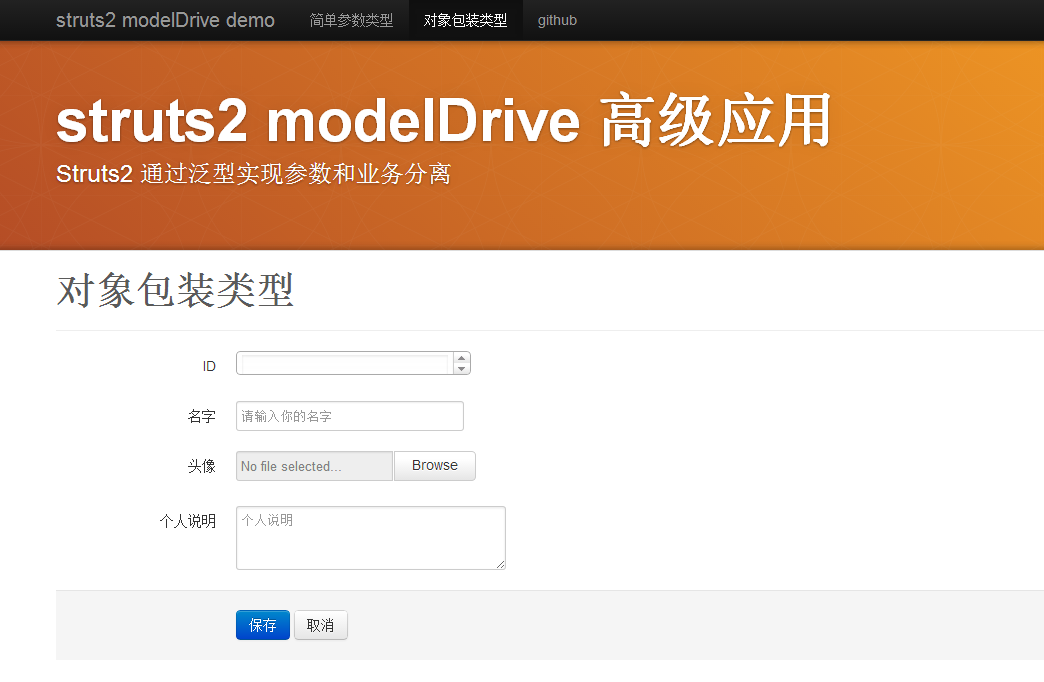 struts2 modelDrive demo 简单参数类型 对象包装类型 github
struts2 modelDrive 高级应用
Struts2 通过泛型实现参数和业务分离
对象包装类型
ID
名字 请输入你的名字
头像 No file selected... Browse
个人说明 个人说明
保存 取消